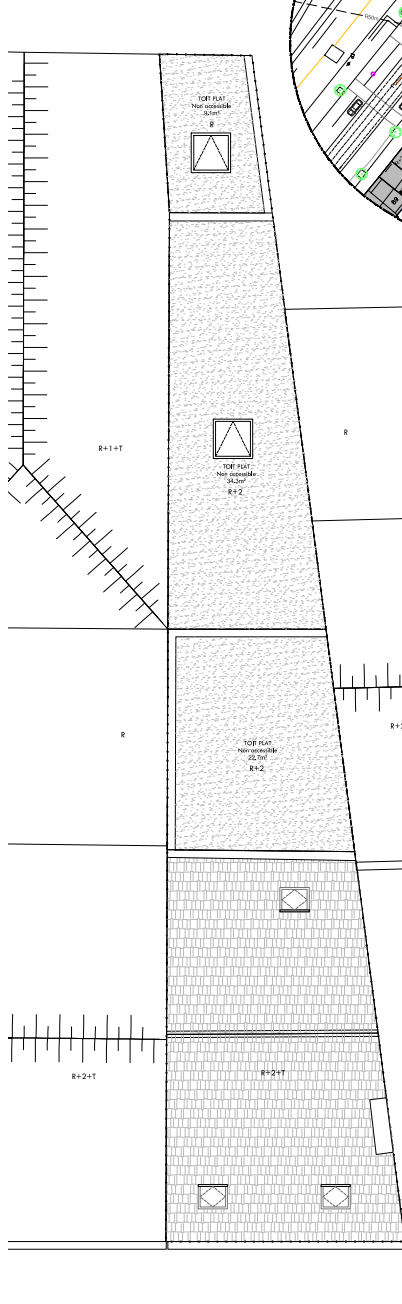 R50m
TOIT PLAT
Non accessible
9.1m²
R
R+1+T
R
TOIT PLAT
Non accessible
34.3m²
R+2
R
TOIT PLAT
Non accessible
22.7m²
R+2
R+2+T
R+2+T